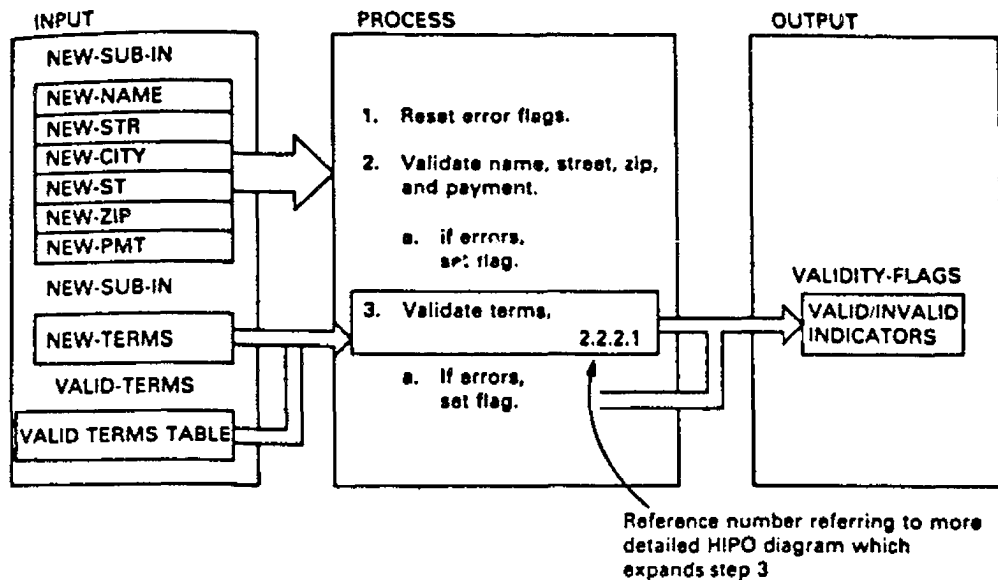 INPUT
NEW-SUB-IN
NEW-NAME
NEW-STR
NEW-CITY
NEW-ST
NEW-ZIP
NEW-PMT
NEW-SUB-IN
NEW-TERMS
VALID-TERMS
VALID TERMS TABLE
PROCESS
1. Reset error flags.
2. Validate name, street, zip,
and payment.
a. if errors,
set flag.
3. Validate terms,
2.2.2.1
a. If errors,
set flag.
OUTPUT
VALIDITY-FLAGS
VALID/INVALID
INDICATORS
Reference number referring to more
detailed HIPO diagram which
expands step 3